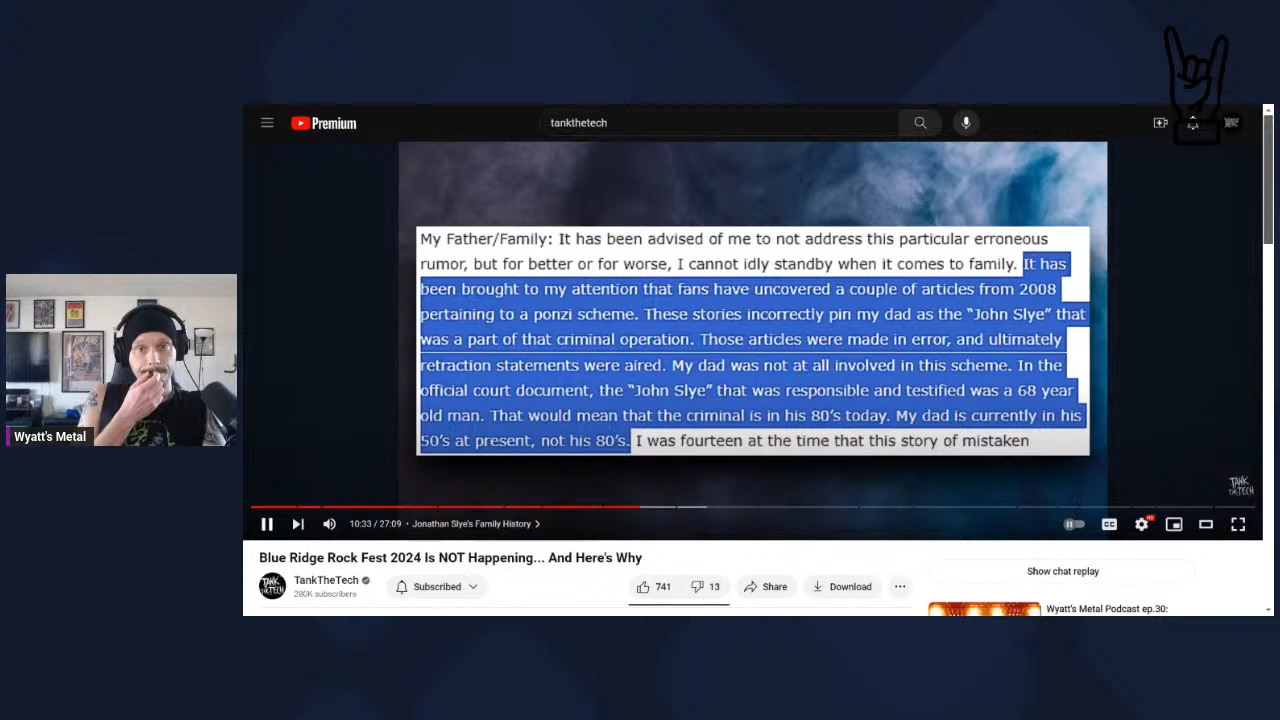 Premium
tankthetech
My Father/Family: It has been advised of me to not address this particular erroneous
rumor, but for better or for worse, I cannot idly standby when it comes to family. It has
been brought to my attention that fans have uncovered a couple of articles from 2008
pertaining to a ponzi scheme. These stories incorrectly pin my dad as the “John Slye” that
was a part of that criminal operation. Those articles were made in error, and ultimately
retraction statements were aired. My dad was not at all involved in this scheme. In the
official court document, the “John Slye” that was responsible and testified was a 68 year
old man. That would mean that the criminal is in his 80’s today. My dad is currently in his
50’s at present, not his 80’s. I was fourteen at the time that this story of mistaken
Wyatt's Metal
TANK
THE TECH
10:33 / 27:09 • Jonathan Slye's Family History
CC
HD
Blue Ridge Rock Fest 2024 Is NOT Happening... And Here's Why
TankTheTech
280K subscribers
Subscribed
741
13
Share
Download
Show chat replay
Wyatt's Metal Podcast ep.30: